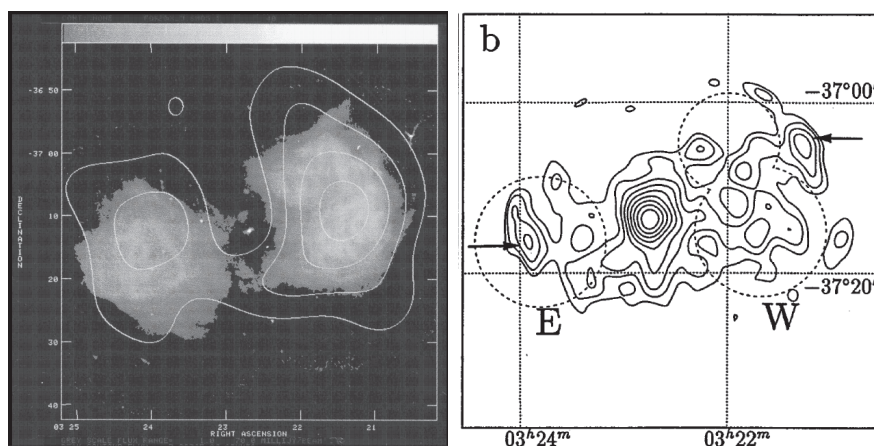 -36 50
-37 00
10
20
30
40
DECLINATION
03 25
24
23
22
21
RIGHT ASCENSION
b
-37°00'
-37°20'
E
W
03ʰ24ᵐ
03ʰ22ᵐ